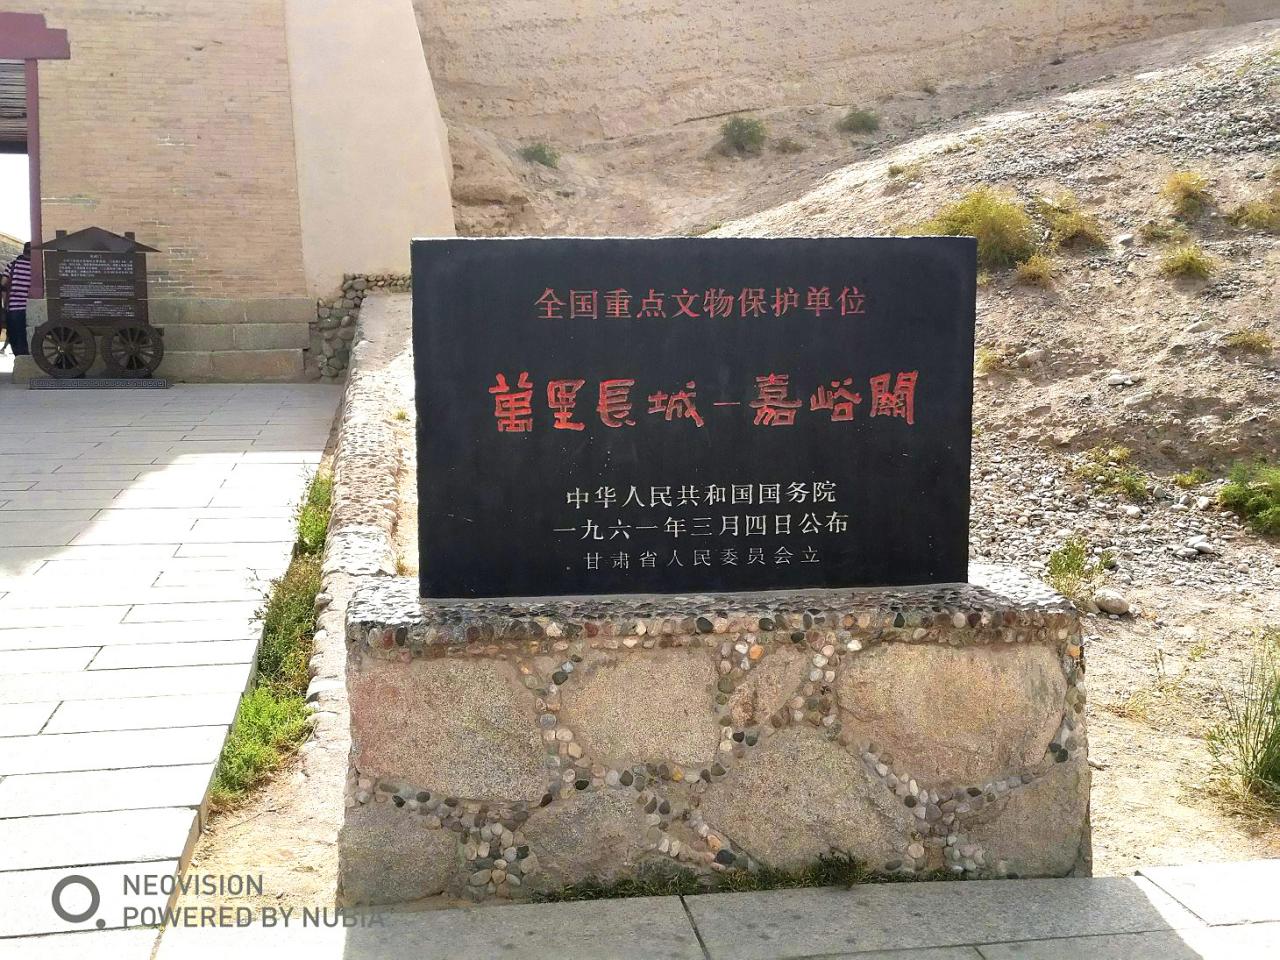 全国重点文物保护单位
萬里長城—嘉峪關
中华人民共和国国务院
一九六一年三月四日公布
甘肃省人民委员会立
NEOVISION
POWERED BY NUBIA